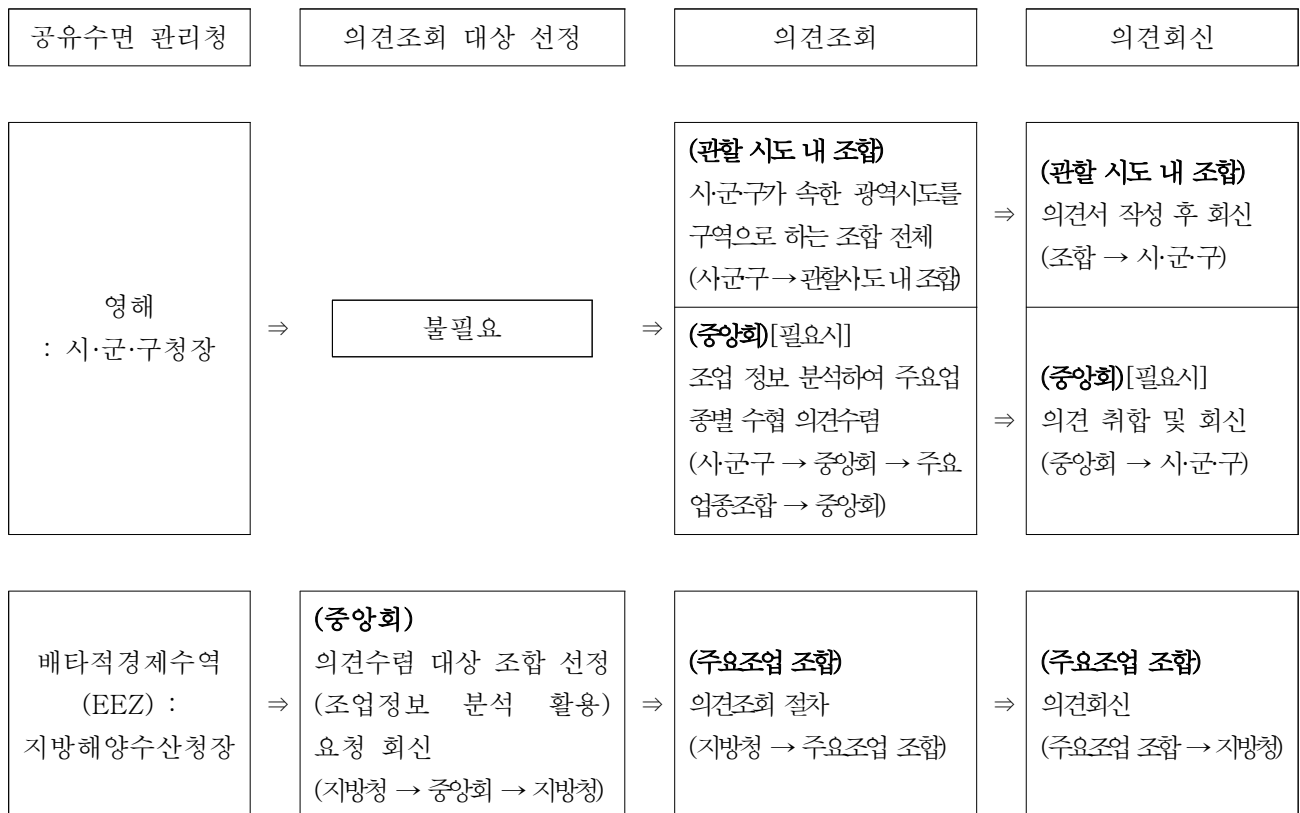 공유수면 관리청
의견조회 대상 선정
의견조회
의견회신
영해
: 시·군·구청장
⇒
불필요
⇒
(관할 시도 내 조합)
시·군·구가 속한 광역시도를
구역으로 하는 조합 전체
(시·군·구 → 관할시·도 내 조합)
⇒
(관할 시도 내 조합)
의견서 작성 후 회신
(조합 → 시·군·구)
(중앙회)[필요시]
조업 정보 분석하여 주요업
종별 수협 의견수렴
(시·군·구 → 중앙회 → 주요
업종조합 → 중앙회)
⇒
(중앙회)[필요시]
의견 취합 및 회신
(중앙회 → 시·군·구)
배타적경제수역
(EEZ) :
지방해양수산청장
⇒
(중앙회)
의견수렴 대상 조합 선정
(조업정보 분석 활용)
요청 회신
(지방청 → 중앙회 → 지방청)
⇒
(주요조업 조합)
의견조회 절차
(지방청 → 주요조업 조합)
⇒
(주요조업 조합)
의견회신
(주요조업 조합 → 지방청)